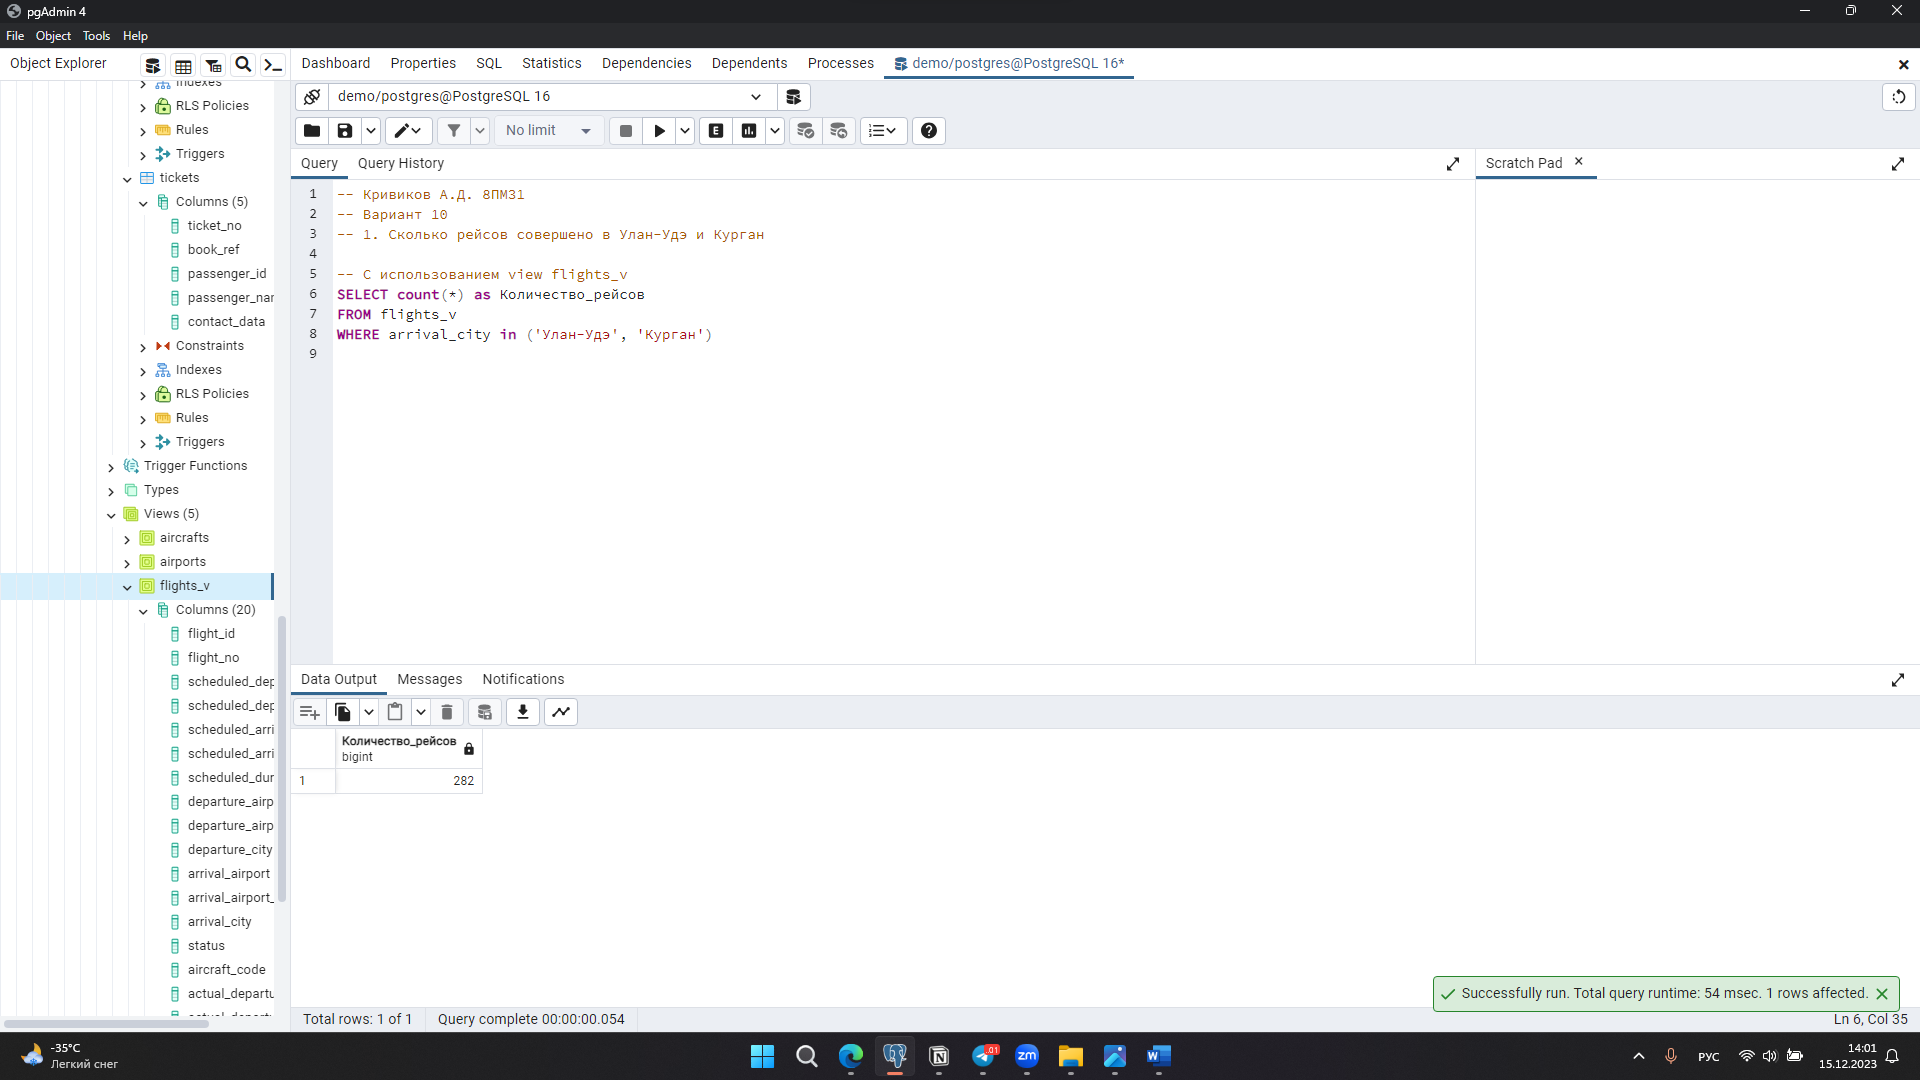 pgAdmin 4
File Object Tools Help
Object Explorer
Dashboard Properties SQL Statistics Dependencies Dependents Processes demo/postgres@PostgreSQL 16*
demo/postgres@PostgreSQL 16
No limit
E
Query Query History
Scratch Pad
Indexes
RLS Policies
Rules
Triggers
tickets
Columns (5)
ticket_no
book_ref
passenger_id
passenger_nar
contact_data
Constraints
Indexes
RLS Policies
Rules
Triggers
Trigger Functions
Types
Views (5)
aircrafts
airports
flights_v
Columns (20)
flight_id
flight_no
scheduled_dep
scheduled_dep
scheduled_arri
scheduled_arri
scheduled_dur
departure_airp
departure_airp
departure_city
arrival_airport
arrival_airport_
arrival_city
status
aircraft_code
actual_departu
1 -- Кривиков А.Д. 8ПМ31
2 -- Вариант 10
3 -- 1. Сколько рейсов совершено в Улан-Удэ и Курган
4
5 -- С использованием view flights_v
6 SELECT count(*) as Количество_рейсов
7 FROM flights_v
8 WHERE arrival_city in ('Улан-Удэ', 'Курган')
9
Data Output Messages Notifications
Количество_рейсов
bigint
1 282
Successfully run. Total query runtime: 54 msec. 1 rows affected.
Total rows: 1 of 1 Query complete 00:00:00.054
Ln 6, Col 35
-35°C
Легкий снег
.01
zm
РУС
14:01
15.12.2023